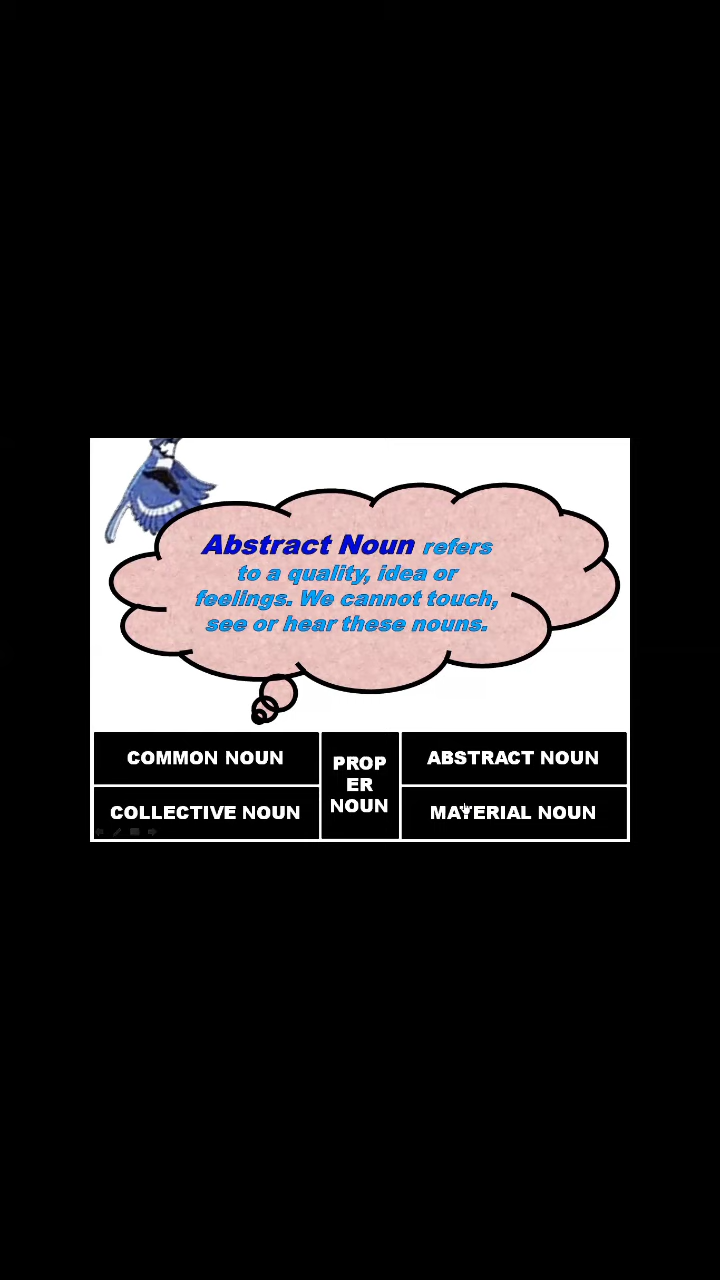 Abstract Noun refers
to a quality, idea or
feelings. We cannot touch,
see or hear these nouns.
COMMON NOUN
COLLECTIVE NOUN
PROP
ER
NOUN
ABSTRACT NOUN
MATERIAL NOUN